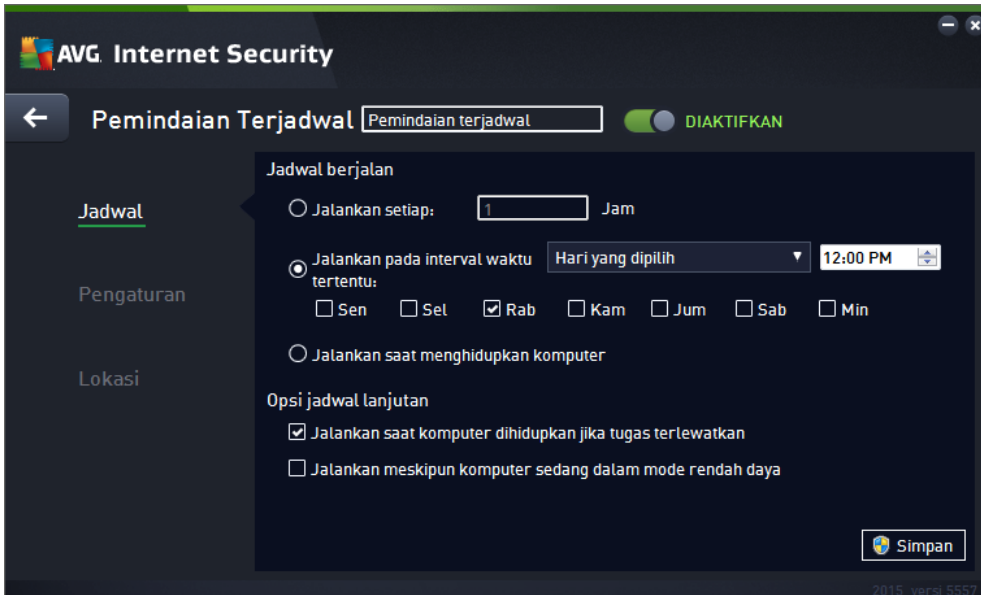 AVG Internet Security
Pemindaian Terjadwal Pemindaian terjadwal DIAKTIFKAN
Jadwal berjalan
Jadwal
Jalankan setiap: 1 Jam
Jalankan pada interval waktu tertentu: Hari yang dipilih 12:00 PM
Sen Sel Rab Kam Jum Sab Min
Pengaturan
Jalankan saat menghidupkan komputer
Lokasi
Opsi jadwal lanjutan
Jalankan saat komputer dihidupkan jika tugas terlewatkan
Jalankan meskipun komputer sedang dalam mode rendah daya
Simpan
2015 versi 5557